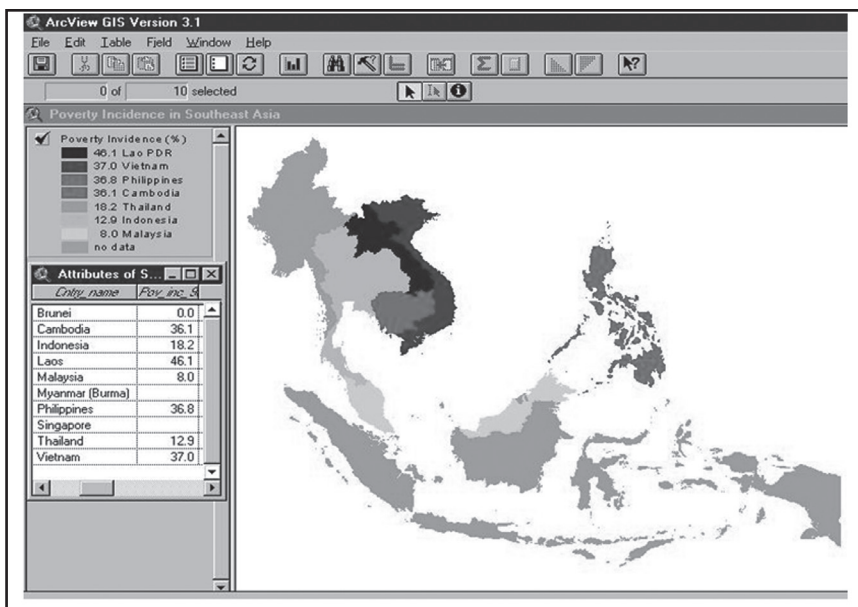 ArcView GIS Version 3.1
File Edit Table Field Window Help
0 of 10 selected
Poverty Incidence in Southeast Asia
Poverty Invidence (%)
46.1 Lao PDR
37.0 Vietnam
36.8 Philippines
36.1 Cambodia
18.2 Thailand
12.9 Indonesia
8.0 Malaysia
no data
Attributes of S...
Cntry_name Pov_inc_9
Brunei 0.0
Cambodia 36.1
Indonesia 18.2
Laos 46.1
Malaysia 8.0
Myanmar (Burma)
Philippines 36.8
Singapore
Thailand 12.9
Vietnam 37.0